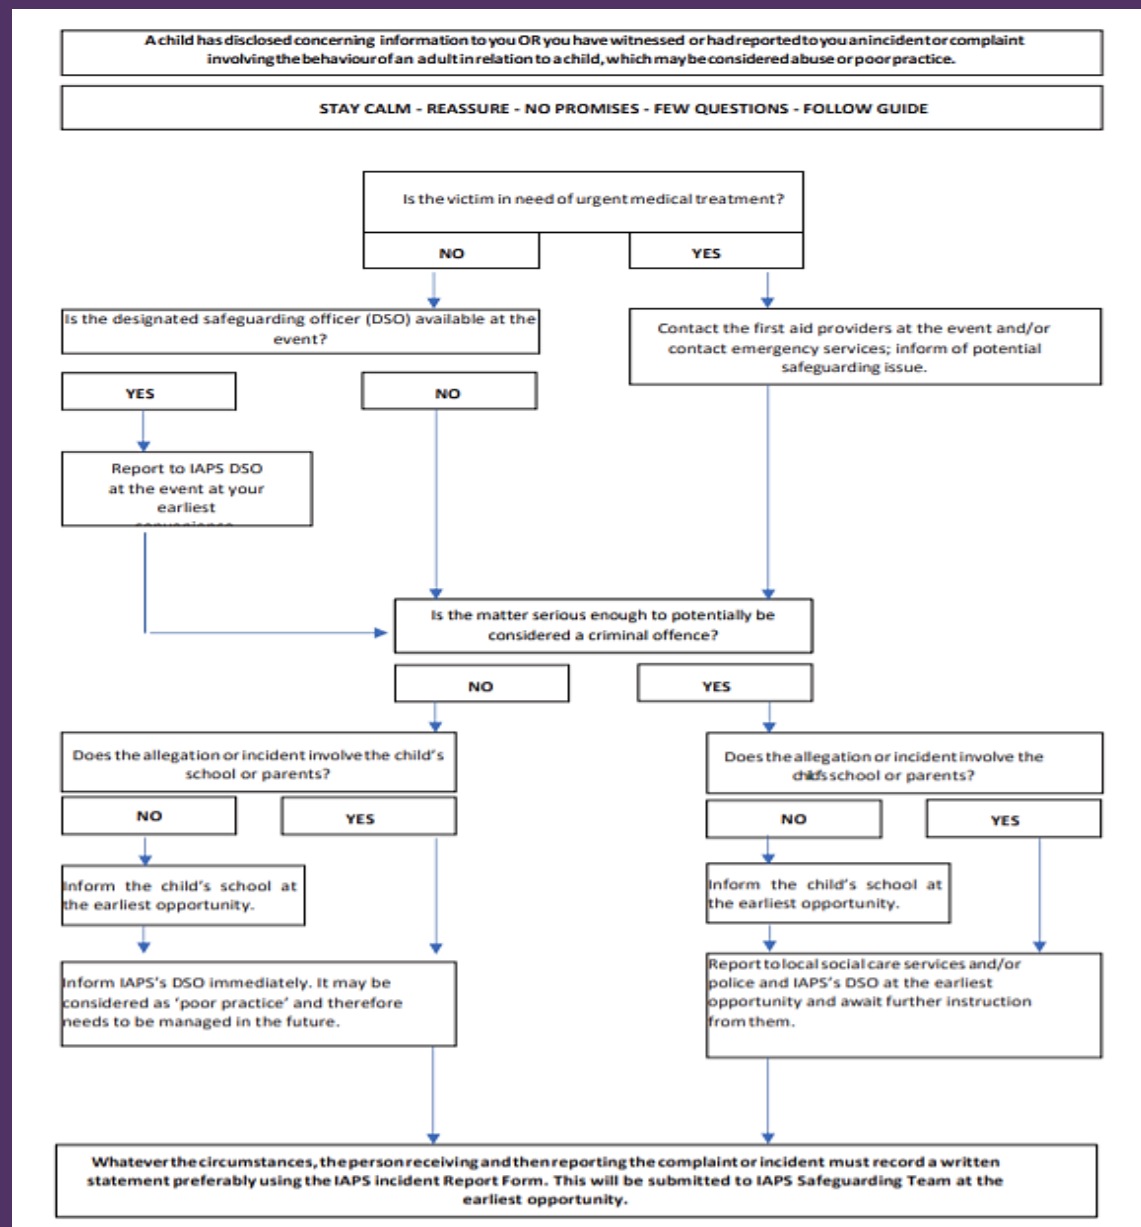 A child has disclosed concerning information to you OR you have witnessed or had reported to you an incident or complaint
involving the behaviour of an adult in relation to a child, which may be considered abuse or poor practice.
STAY CALM - REASSURE - NO PROMISES - FEW QUESTIONS - FOLLOW GUIDE
Is the victim in need of urgent medical treatment?
NO
YES
Is the designated safeguarding officer (DSO) available at the
event?
Contact the first aid providers at the event and/or
contact emergency services; inform of potential
safeguarding issue.
YES
NO
Report to IAPS DSO
at the event at your
earliest
Is the matter serious enough to potentially be
considered a criminal offence?
NO
YES
Does the allegation or incident involve the child's
school or parents?
Does the allegation or incident involve the
child's school or parents?
NO
YES
NO
YES
Inform the child's school at
the earliest opportunity.
Inform the child's school at
the earliest opportunity.
Inform IAPS's DSO immediately. It may be
considered as 'poor practice' and therefore
needs to be managed in the future.
Report to local social care services and/or
police and IAPS's DSO at the earliest
opportunity and await further instruction
from them.
Whatever the circumstances, the person receiving and then reporting the complaint or incident must record a written
statement preferably using the IAPS incident Report Form. This will be submitted to IAPS Safeguarding Team at the
earliest opportunity.